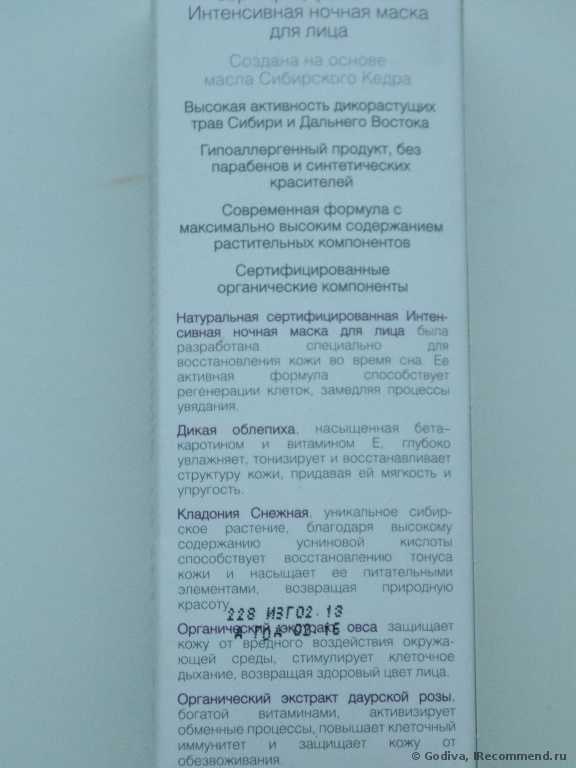 Интенсивная ночная маска
для лица
Создана на основе
масла Сибирского Кедра
Высокая активность дикорастущих
трав Сибири и Дальнего Востока
Гипоаллергенный продукт, без
парабенов и синтетических
красителей
Современная формула с
максимально высоким содержанием
растительных компонентов
Сертифицированные
органические компоненты
Натуральная сертифицированная Интен-
сивная ночная маска для лица была
разработана специально для
восстановления кожи во время сна. Ее
активная формула способствует
регенерации клеток, замедляя процессы
увядания.
Дикая облепиха, насыщенная бета-
каротином и витамином Е, глубоко
увлажняет, тонизирует и восстанавливает
структуру кожи, придавая ей мягкость и
упругость.
Кладония Снежная, уникальное сибир-
ское растение, благодаря высокому
содержанию усниновой кислоты
способствует восстановлению тонуса
кожи и насыщает ее питательными
элементами, возвращая природную
красоту.
228 ИЗГ02.13
Органический экстракт овса защищает
кожу от вредного воздействия окружа-
ющей среды, стимулирует клеточное
дыхание, возвращая здоровый цвет лица.
Органический экстракт даурской розы,
богатой витаминами, активизирует
обменные процессы, повышает клеточный
иммунитет и защищает кожу от
обезвоживания.
© Godiva, IRecommend.ru